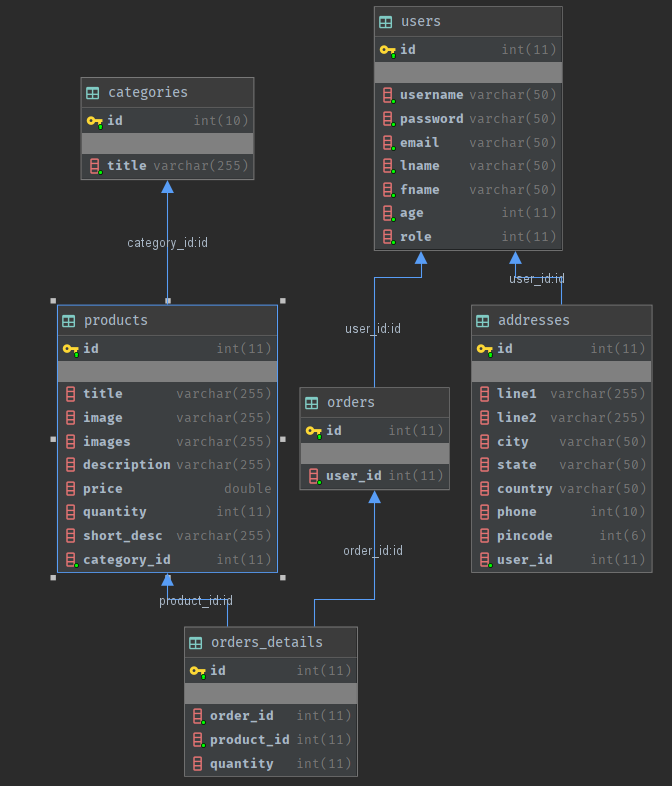 users
id int(11)
username varchar(50)
password varchar(50)
email varchar(50)
lname varchar(50)
fname varchar(50)
age int(11)
role int(11)
categories
id int(10)
title varchar(255)
category_id:id
user_id:id
user_id:id
products
id int(11)
title varchar(255)
image varchar(255)
images varchar(255)
description varchar(255)
price double
quantity int(11)
short_desc varchar(255)
category_id int(11)
orders
id int(11)
user_id int(11)
addresses
id int(11)
line1 varchar(255)
line2 varchar(255)
city varchar(50)
state varchar(50)
country varchar(50)
phone int(10)
pincode int(6)
user_id int(11)
order_id:id
product_id:id
orders_details
id int(11)
order_id int(11)
product_id int(11)
quantity int(11)